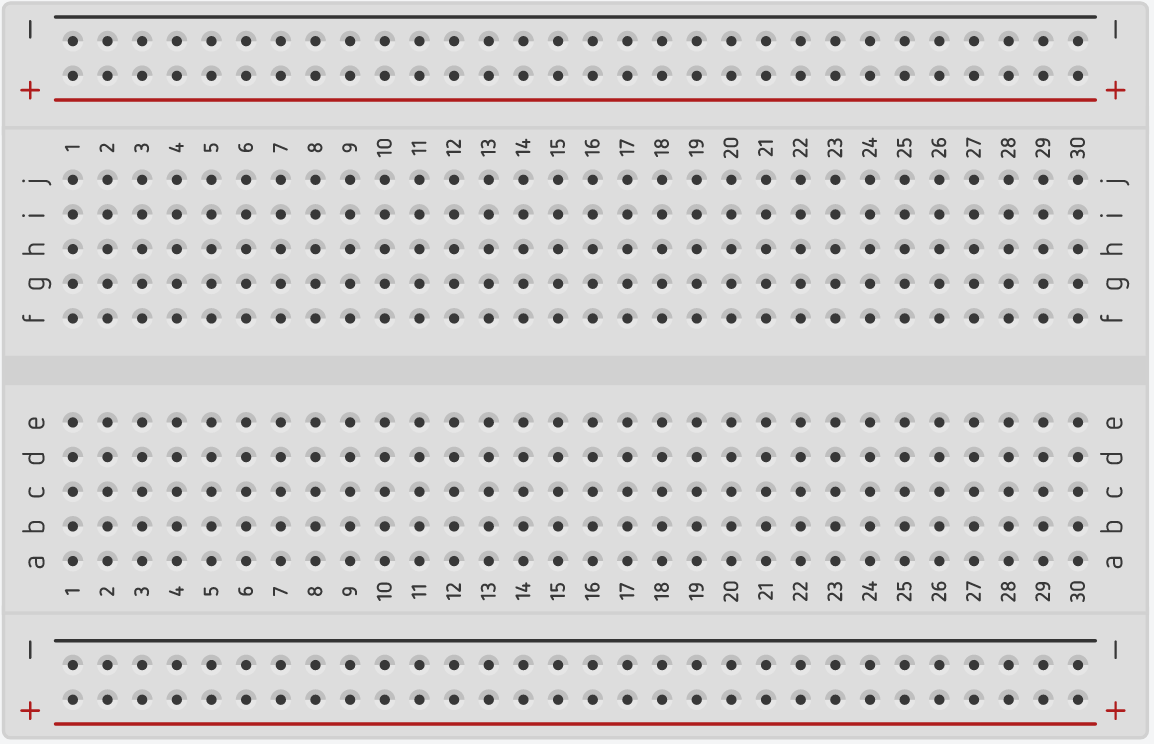 − −
+ +
1 2 3 4 5 6 7 8 9 10 11 12 13 14 15 16 17 18 19 20 21 22 23 24 25 26 27 28 29 30
j j
i i
h h
g g
f f
e e
d d
c c
b b
a a
1 2 3 4 5 6 7 8 9 10 11 12 13 14 15 16 17 18 19 20 21 22 23 24 25 26 27 28 29 30
− −
+ +